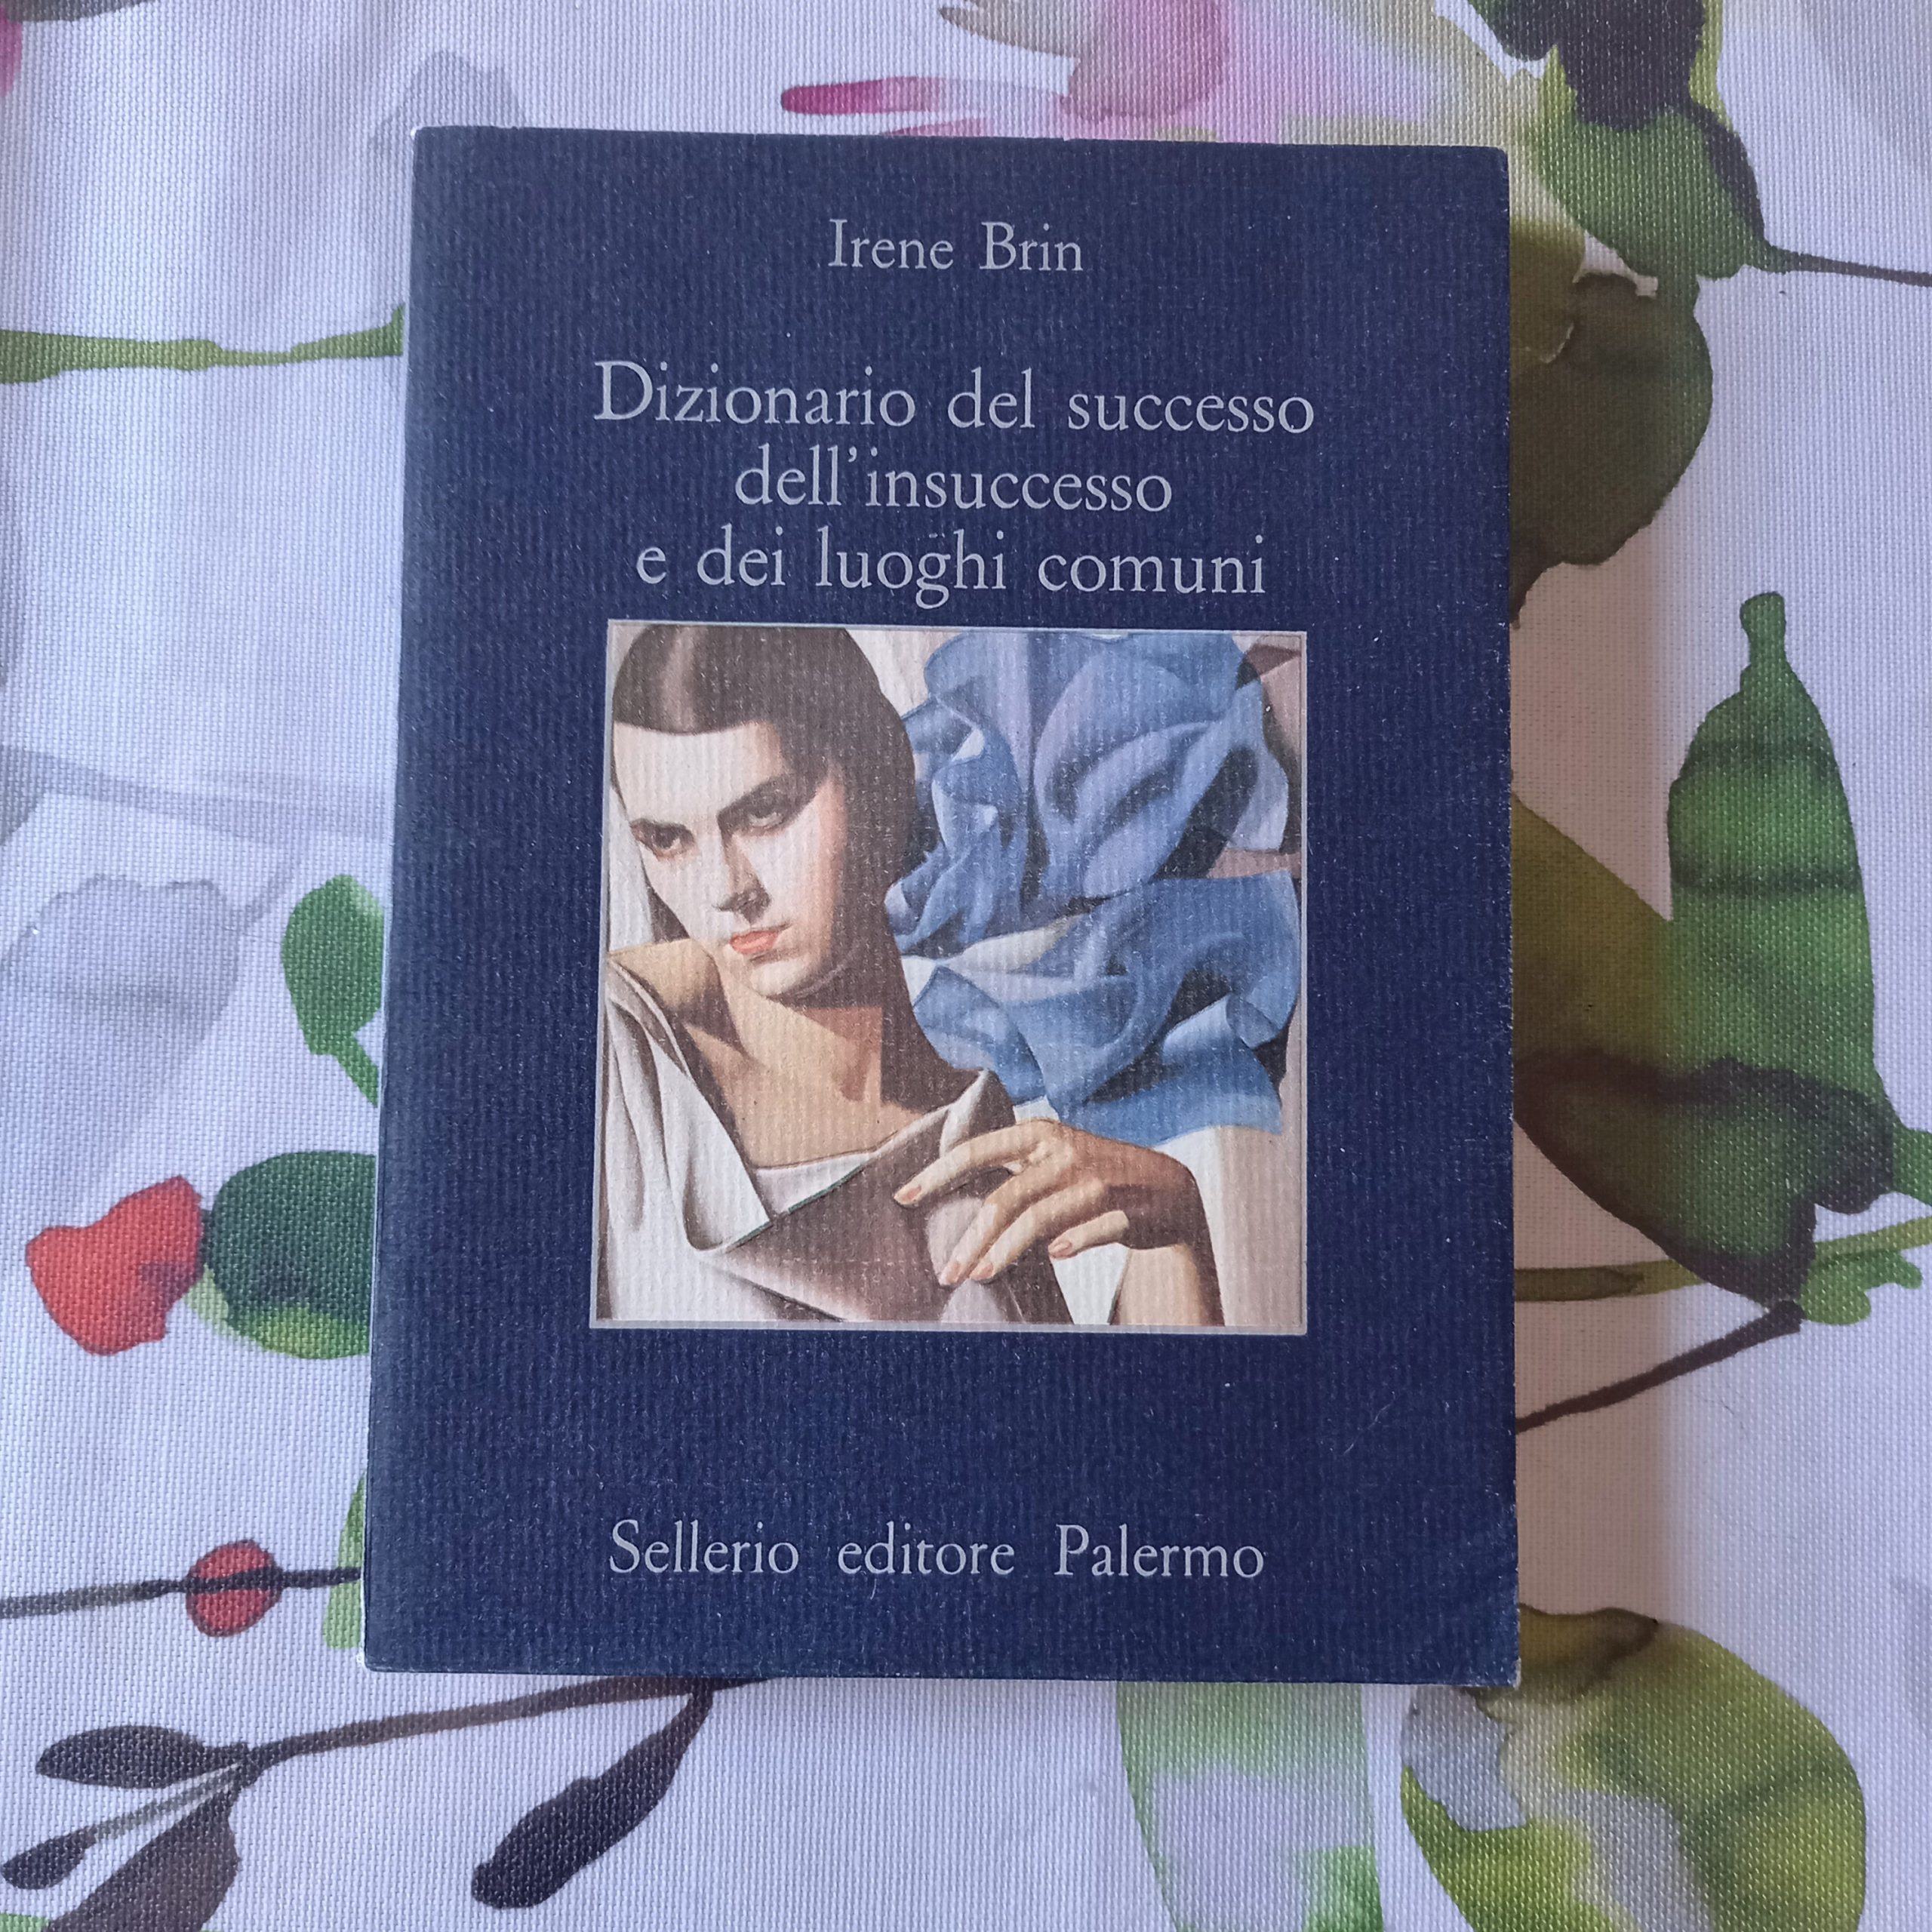 Irene Brin
Dizionario del successo
dell'insuccesso
e dei luoghi comuni
Sellerio editore Palermo